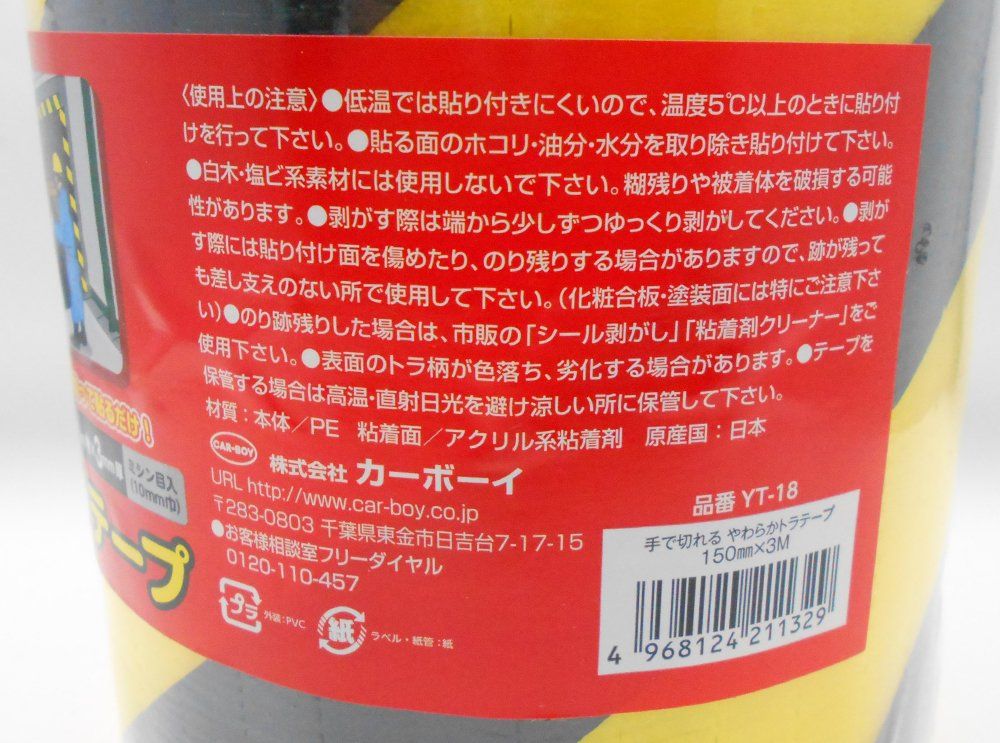 〈使用上の注意〉●低温では貼り付きにくいので、温度5℃以上のときに貼り付
けを行って下さい。●貼る面のホコリ・油分・水分を取り除き貼り付けて下さい。
●白木・塩ビ系素材には使用しないで下さい。糊残りや被着体を破損する可能
性があります。●剥がす際は端から少しずつゆっくり剥がしてください。●剥が
す際には貼り付け面を傷めたり、のり残りする場合がありますので、跡が残って
も差し支えのない所で使用して下さい。（化粧合板・塗装面には特にご注意下さ
い）●のり跡残りした場合は、市販の「シール剥がし」「粘着剤クリーナー」をご
使用下さい。●表面のトラ柄が色落ち、劣化する場合があります。●テープを
保管する場合は高温・直射日光を避け涼しい所に保管して下さい。
材質：本体／PE 粘着面／アクリル系粘着剤 原産国：日本
CAR-BOY 株式会社 カーボーイ
URL http://www.car-boy.co.jp
〒283-0803 千葉県東金市日吉台7-17-15
●お客様相談室フリーダイヤル
0120-110-457
プラ 外装：PVC 紙 ラベル・紙管：紙
品番 YT-18
手で切れる やわらかトラテープ
150mm×3M
4 968124 211329
貼るだけ！
ミシン目入
(10mm巾)
テープ